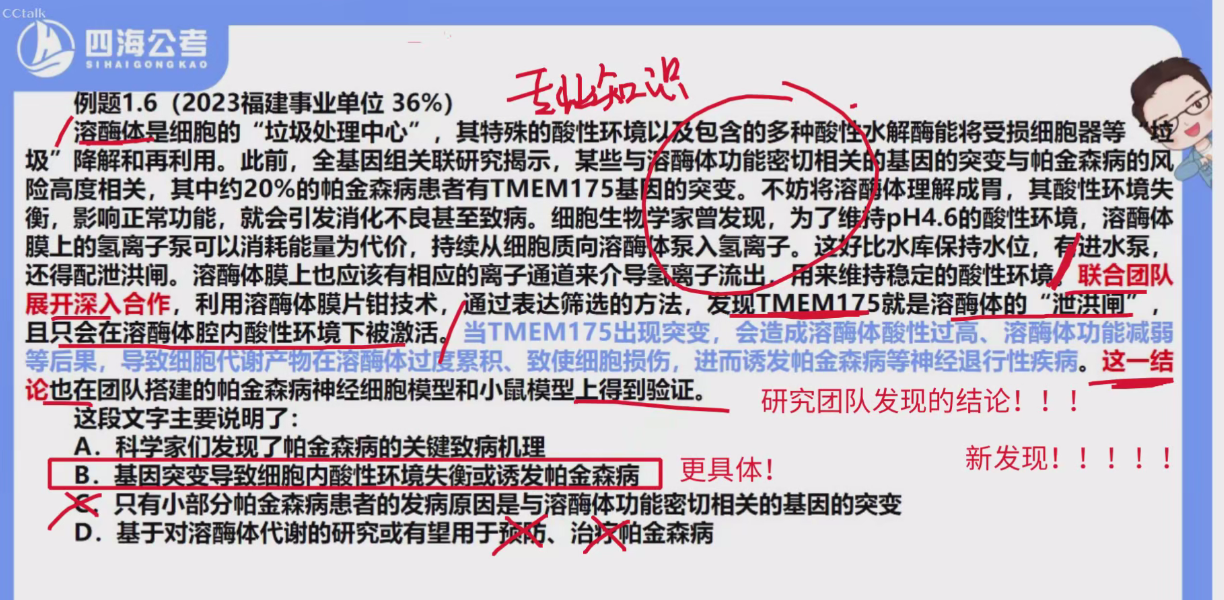 CCtalk
四海公考
SIHAIGONGKAO
专业知识
例题1.6（2023福建事业单位 36%）
溶酶体是细胞的“垃圾处理中心”，其特殊的酸性环境以及包含的多种酸性水解酶能将受损细胞器等“垃
圾”降解和再利用。此前，全基因组关联研究揭示，某些与溶酶体功能密切相关的基因的突变与帕金森病的风
险高度相关，其中约20%的帕金森病患者有TMEM175基因的突变。不妨将溶酶体理解成胃，其酸性环境失
衡，影响正常功能，就会引发消化不良甚至致病。细胞生物学家曾发现，为了维持pH4.6的酸性环境，溶酶体
膜上的氢离子泵可以消耗能量为代价，持续从细胞质向溶酶体泵入氢离子。这好比水库保持水位，有进水泵，
还得配泄洪闸。溶酶体膜上也应该有相应的离子通道来介导氢离子流出，用来维持稳定的酸性环境。联合团队
展开深入合作，利用溶酶体膜片钳技术，通过表达筛选的方法，发现TMEM175就是溶酶体的“泄洪闸”，
且只会在溶酶体腔内酸性环境下被激活。当TMEM175出现突变，会造成溶酶体酸性过高、溶酶体功能减弱
等后果，导致细胞代谢产物在溶酶体过度累积、致使细胞损伤，进而诱发帕金森病等神经退行性疾病。这一结
论也在团队搭建的帕金森病神经细胞模型和小鼠模型上得到验证。
研究团队发现的结论！！！
这段文字主要说明了：
A．科学家们发现了帕金森病的关键致病机理
新发现！！！！！
B．基因突变导致细胞内酸性环境失衡或诱发帕金森病
更具体！
C．只有小部分帕金森病患者的发病原因是与溶酶体功能密切相关的基因的突变
D．基于对溶酶体代谢的研究或有望用于预防、治疗帕金森病